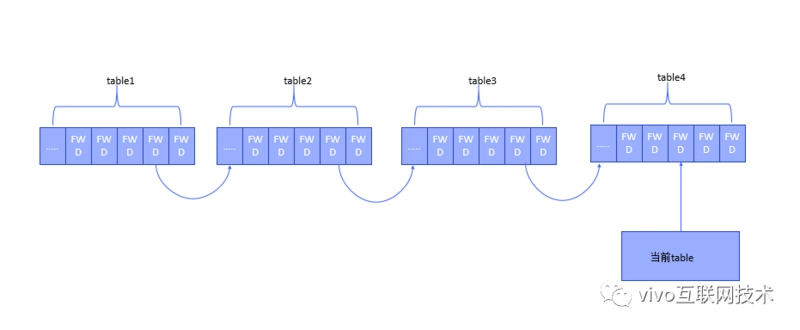 table1
table2
table3
table4
...... FWD FWD FWD FWD FWD
...... FWD FWD FWD FWD FWD
...... FWD FWD FWD FWD FWD
...... FWD FWD FWD FWD FWD
当前table
vivo互联网技术